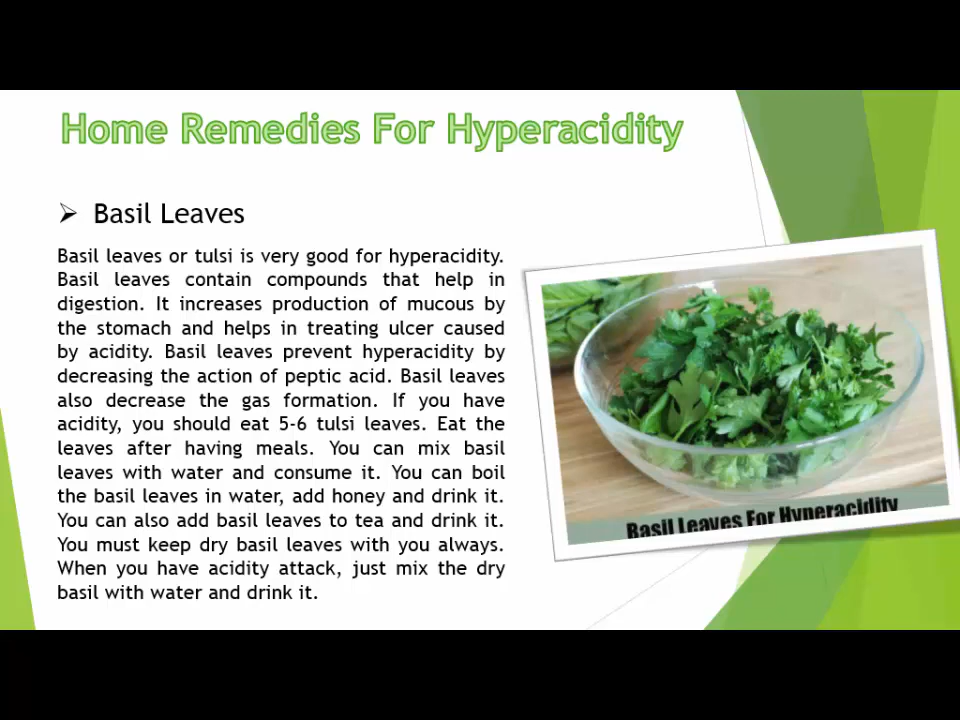 Home Remedies For Hyperacidity
Basil Leaves
Basil leaves or tulsi is very good for hyperacidity.
Basil leaves contain compounds that help in
digestion. It increases production of mucous by
the stomach and helps in treating ulcer caused
by acidity. Basil leaves prevent hyperacidity by
decreasing the action of peptic acid. Basil leaves
also decrease the gas formation. If you have
acidity, you should eat 5-6 tulsi leaves. Eat the
leaves after having meals. You can mix basil
leaves with water and consume it. You can boil
the basil leaves in water, add honey and drink it.
You can also add basil leaves to tea and drink it.
You must keep dry basil leaves with you always.
When you have acidity attack, just mix the dry
basil with water and drink it.
Basil Leaves For Hyperacidity